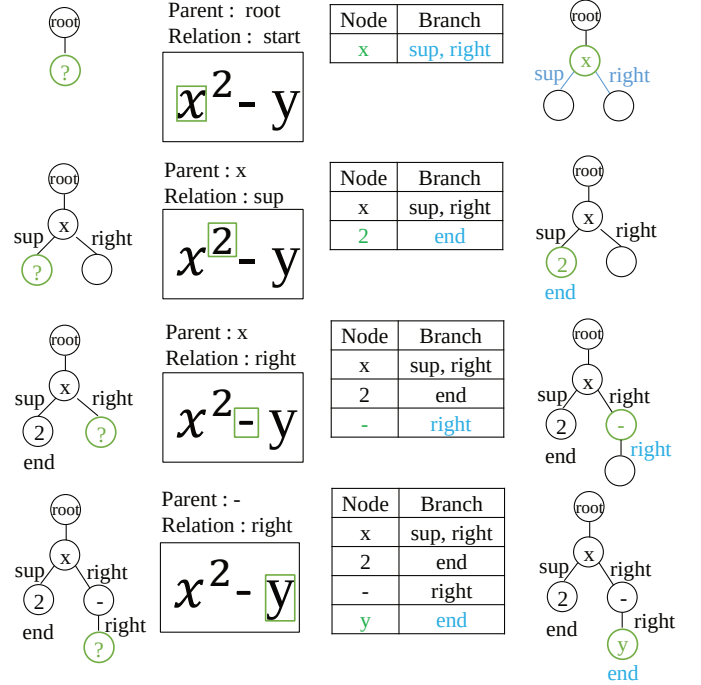 root
?
Parent : root
Relation : start
x² - y
Node Branch
x sup, right
root
x
sup right
root
x
sup right
?
Parent : x
Relation : sup
x² - y
Node Branch
x sup, right
2 end
root
x
sup right
2
end
root
x
sup right
2 ?
end
Parent : x
Relation : right
x² - y
Node Branch
x sup, right
2 end
- right
root
x
sup right
2 -
end right
root
x
sup right
2 -
end right
?
Parent : -
Relation : right
x² - y
Node Branch
x sup, right
2 end
- right
y end
root
x
sup right
2 -
end right
y
end